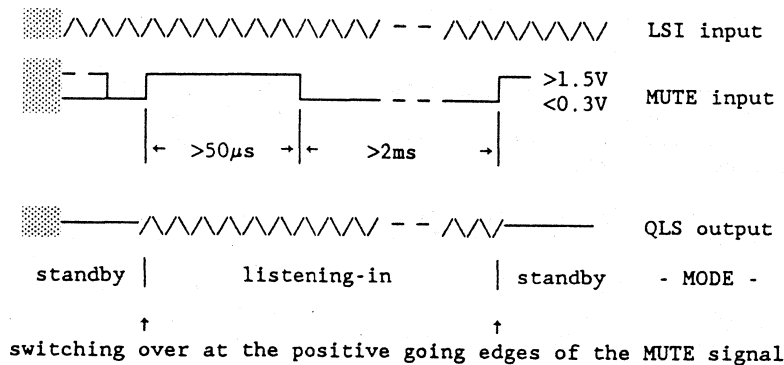 LSI input
>1.5V
<0.3V MUTE input
← >50µs → ← >2ms →
QLS output
standby listening-in standby - MODE -
↑ ↑
switching over at the positive going edges of the MUTE signal